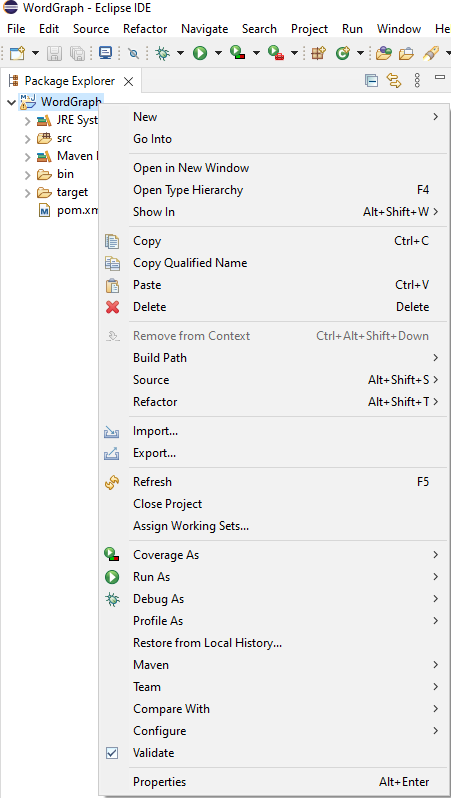 WordGraph - Eclipse IDE
File Edit Source Refactor Navigate Search Project Run Window He
Package Explorer
WordGraph
JRE Syst
src
Maven
bin
target
pom.xm
New
Go Into
Open in New Window
Open Type Hierarchy F4
Show In Alt+Shift+W
Copy Ctrl+C
Copy Qualified Name
Paste Ctrl+V
Delete Delete
Remove from Context Ctrl+Alt+Shift+Down
Build Path
Source Alt+Shift+S
Refactor Alt+Shift+T
Import...
Export...
Refresh F5
Close Project
Assign Working Sets...
Coverage As
Run As
Debug As
Profile As
Restore from Local History...
Maven
Team
Compare With
Configure
Validate
Properties Alt+Enter